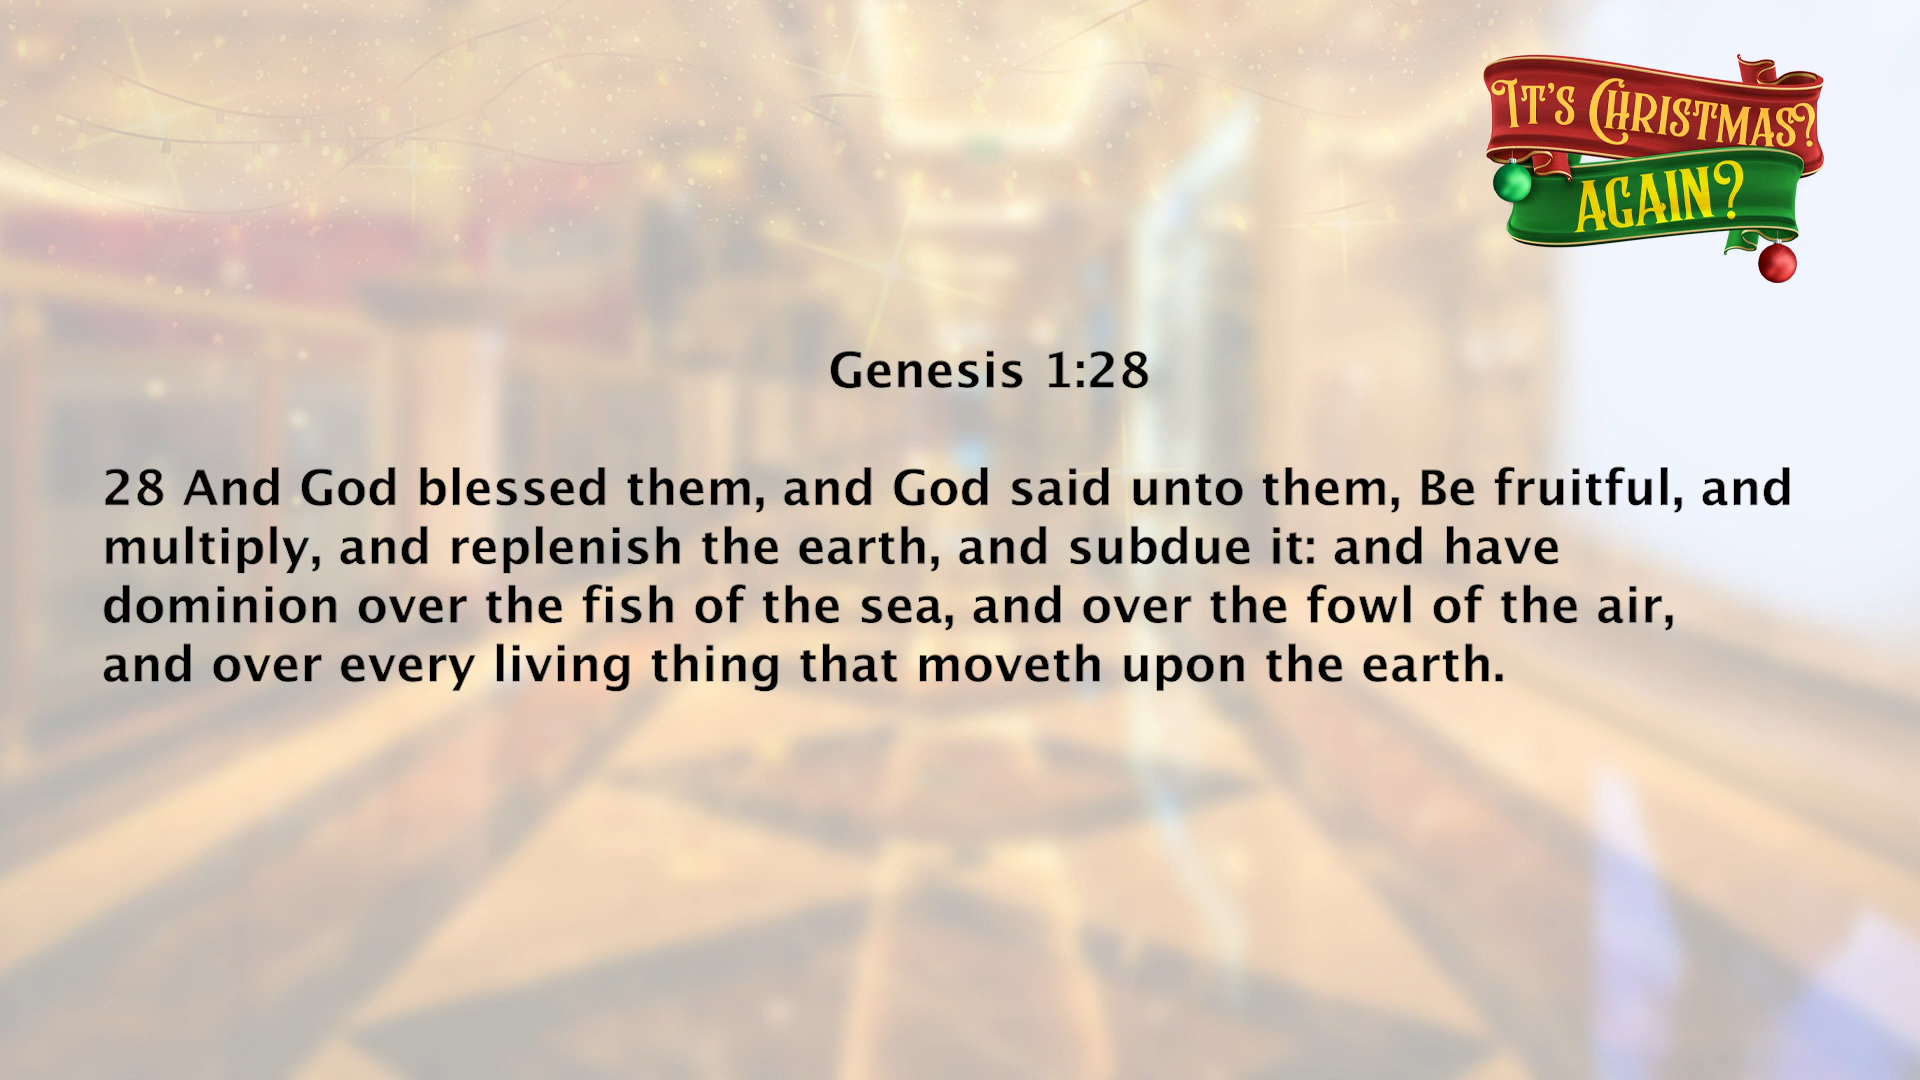 IT'S CHRISTMAS?
AGAIN?
Genesis 1:28
28 And God blessed them, and God said unto them, Be fruitful, and
multiply, and replenish the earth, and subdue it: and have
dominion over the fish of the sea, and over the fowl of the air,
and over every living thing that moveth upon the earth.